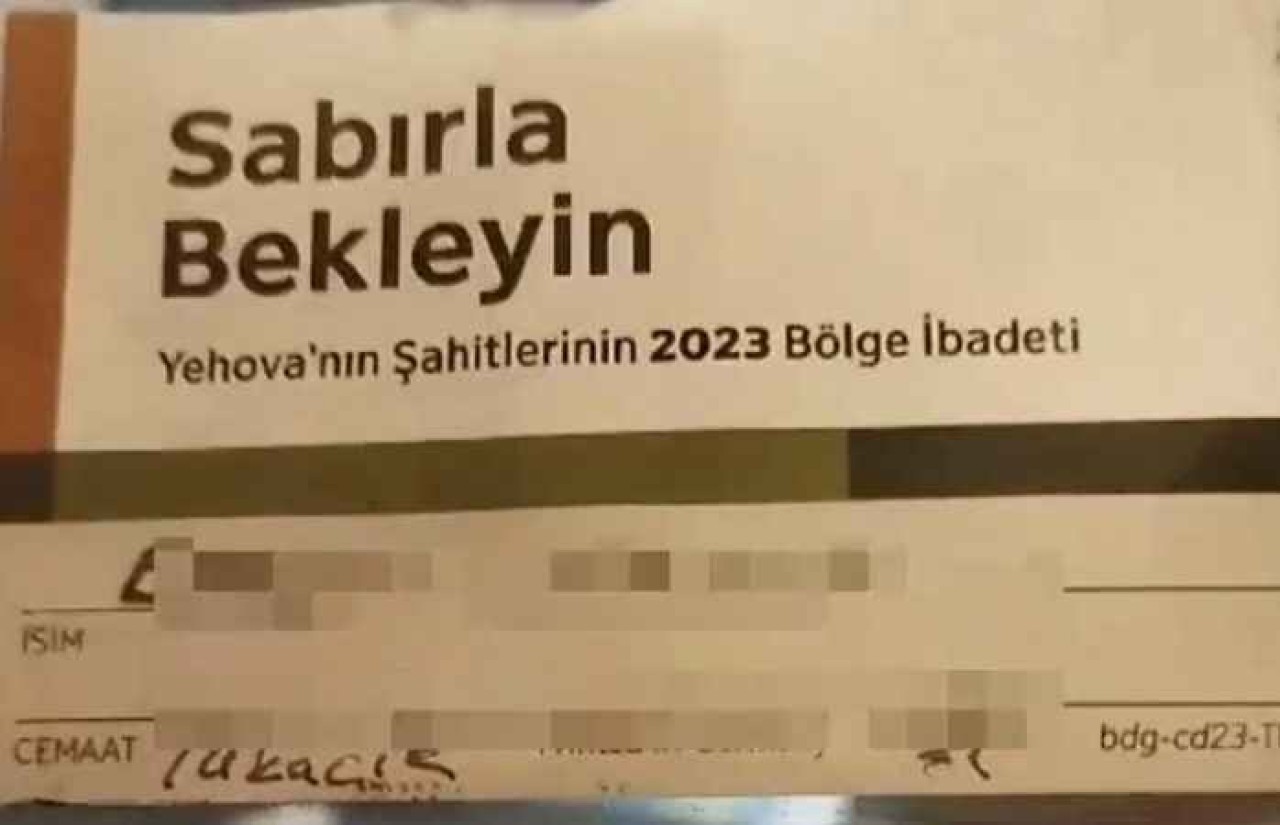 Sabırla
Bekleyin
Yehova'nın Şahitlerinin 2023 Bölge İbadeti
İSİM
CEMAAT
bdg-cd23-T